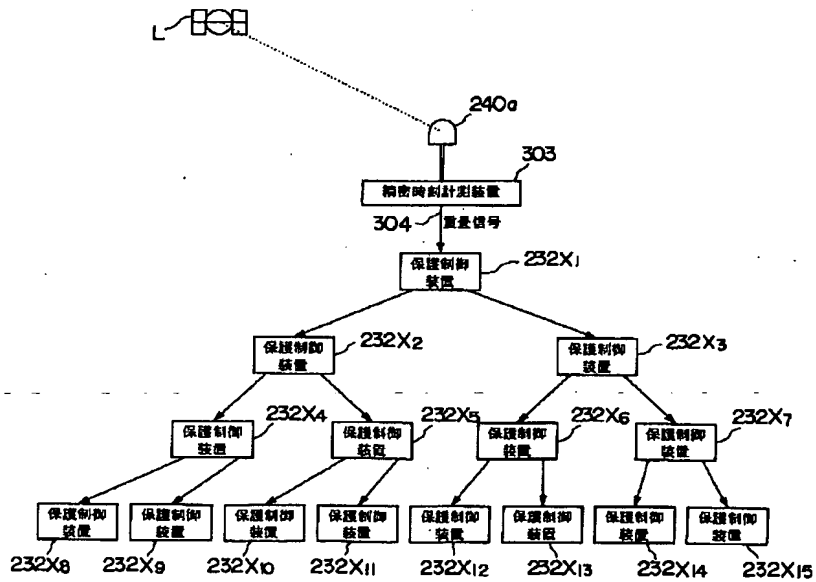 L
240a
303
精密時刻計測装置
304
重畳信号
保護制御
装置
232X1
保護制御
装置
232X2
保護制御
装置
232X3
保護制御
装置
232X4
保護制御
装置
232X5
保護制御
装置
232X6
保護制御
装置
232X7
保護制御
装置
保護制御
装置
保護制御
装置
保護制御
装置
保護制御
装置
保護制御
装置
保護制御
装置
保護制御
装置
232X8
232X9
232X10
232X11
232X12
232X13
232X14
232X15